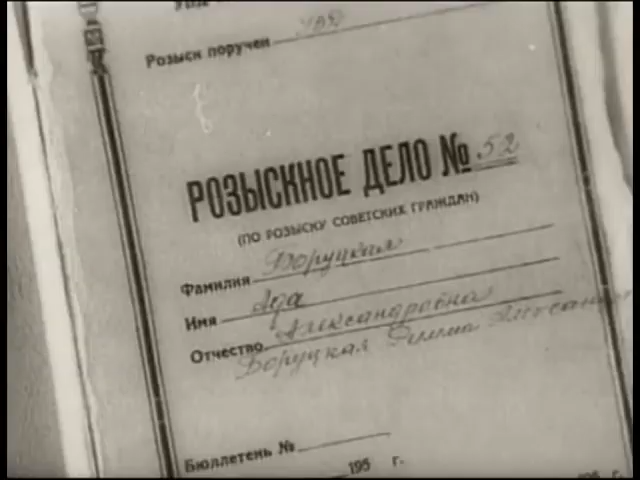 Розыск поручен
РОЗЫСКНОЕ ДЕЛО № 52
(ПО РОЗЫСКУ СОВЕТСКИХ ГРАЖДАН)
Фамилия Боруцкая
Имя Ада
Отчество Александровна
Боруцкая Римма
Бюллетень №
195 г.